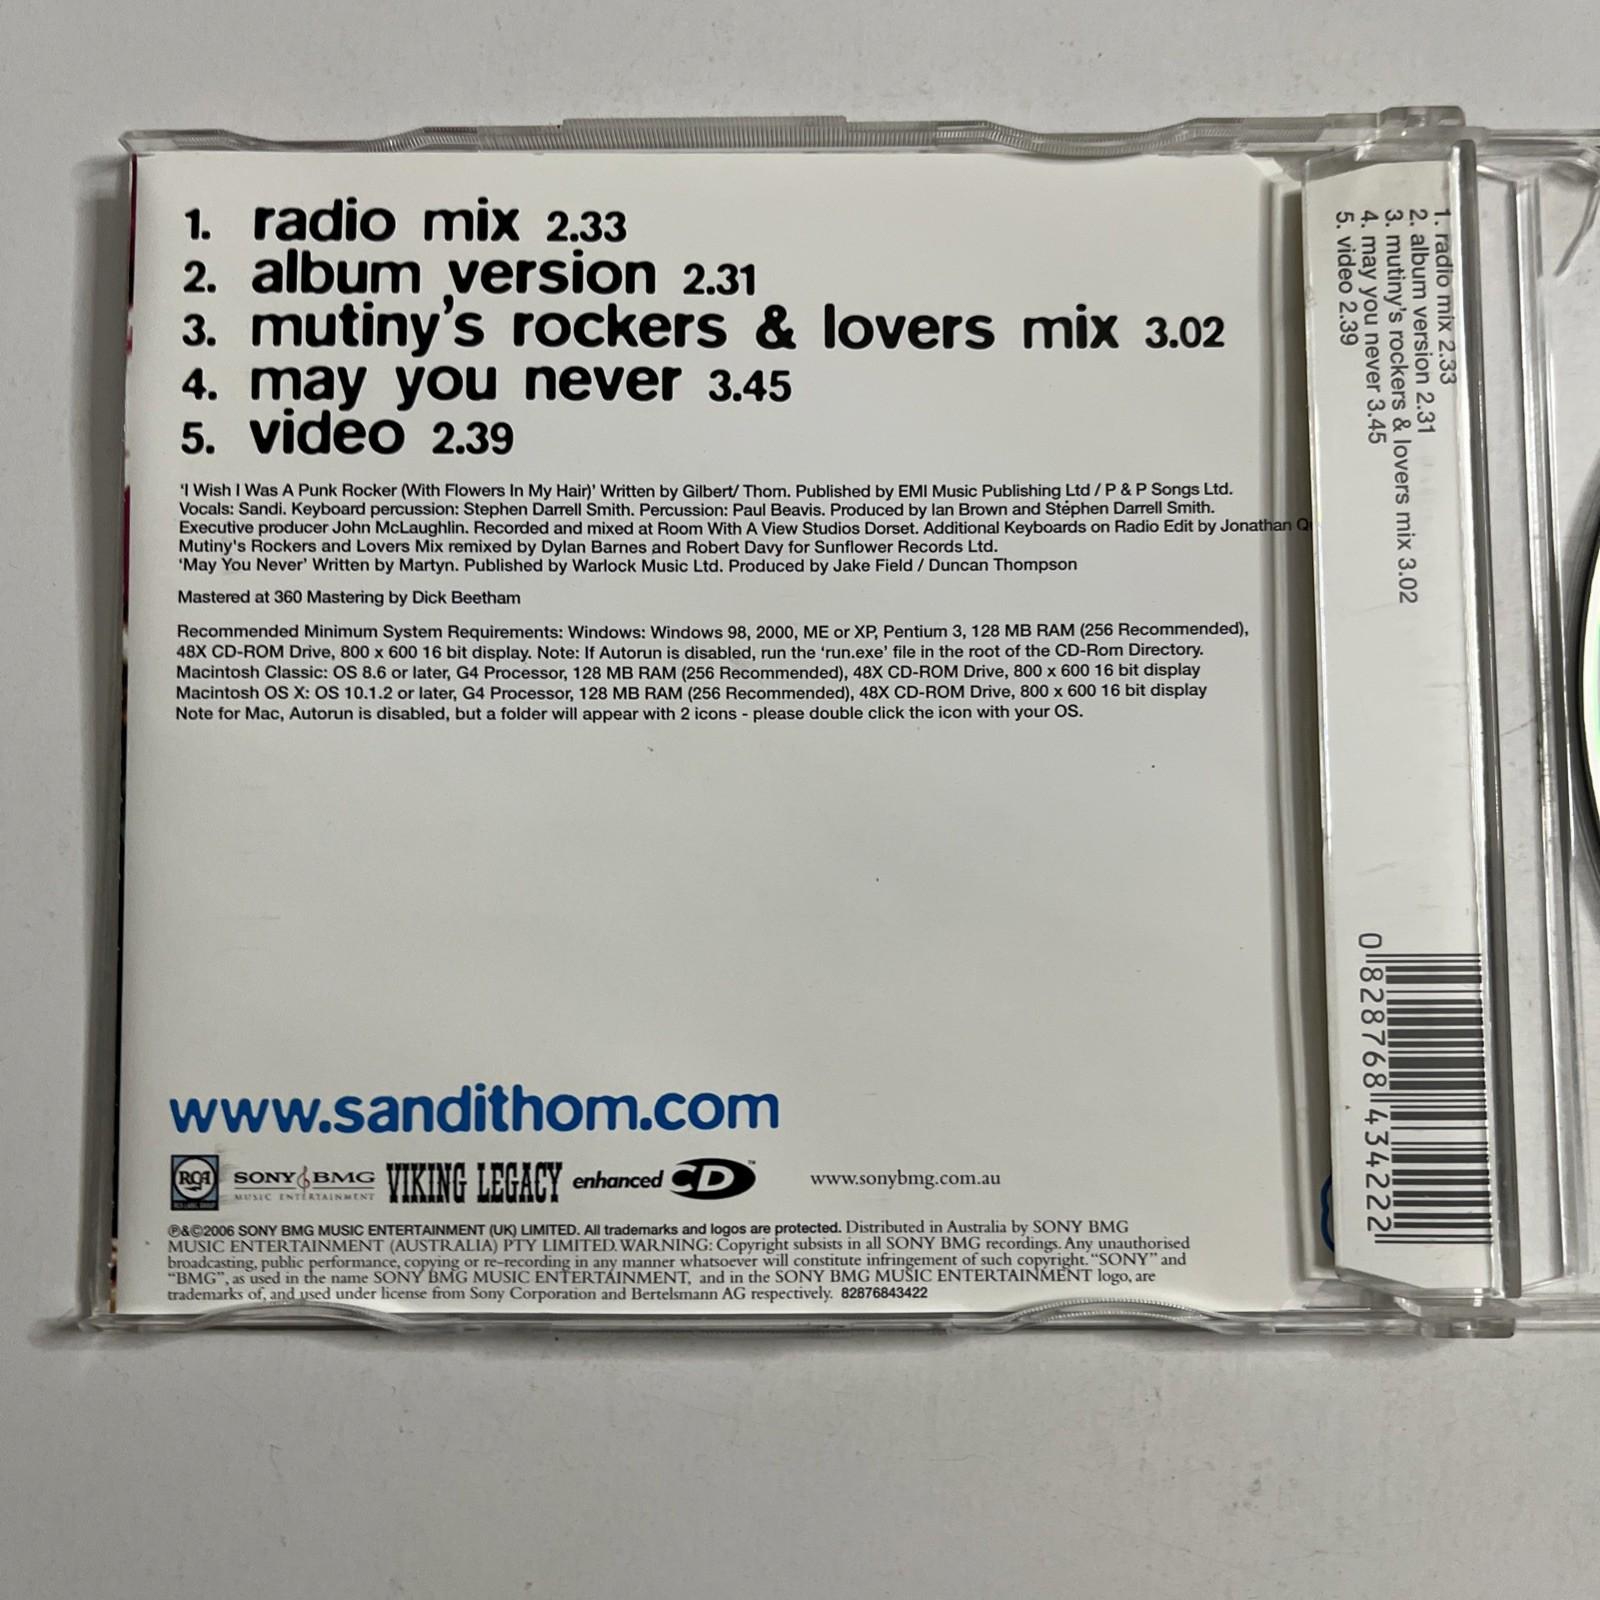 1. radio mix 2.33
2. album version 2.31
3. mutiny's rockers & lovers mix 3.02
4. may you never 3.45
5. video 2.39
'I Wish I Was A Punk Rocker (With Flowers In My Hair)' Written by Gilbert/ Thom. Published by EMI Music Publishing Ltd / P & P Songs Ltd.
Vocals: Sandi. Keyboard percussion: Stephen Darrell Smith. Percussion: Paul Beavis. Produced by Ian Brown and Stephen Darrell Smith.
Executive producer John McLaughlin. Recorded and mixed at Room With A View Studios Dorset. Additional Keyboards on Radio Edit by Jonathan
Mutiny's Rockers and Lovers Mix remixed by Dylan Barnes and Robert Davy for Sunflower Records Ltd.
'May You Never' Written by Martyn. Published by Warlock Music Ltd. Produced by Jake Field / Duncan Thompson
Mastered at 360 Mastering by Dick Beetham
Recommended Minimum System Requirements: Windows: Windows 98, 2000, ME or XP, Pentium 3, 128 MB RAM (256 Recommended),
48X CD-ROM Drive, 800 x 600 16 bit display. Note: If Autorun is disabled, run the 'run.exe' file in the root of the CD-Rom Directory.
Macintosh Classic: OS 8.6 or later, G4 Processor, 128 MB RAM (256 Recommended), 48X CD-ROM Drive, 800 x 600 16 bit display
Macintosh OS X: OS 10.1.2 or later, G4 Processor, 128 MB RAM (256 Recommended), 48X CD-ROM Drive, 800 x 600 16 bit display
Note for Mac, Autorun is disabled, but a folder will appear with 2 icons - please double click the icon with your OS.
www.sandithom.com
RCA SONY BMG VIKING LEGACY enhanced CD™ www.sonybmg.com.au
MUSIC ENTERTAINMENT
℗&©2006 SONY BMG MUSIC ENTERTAINMENT (UK) LIMITED. All trademarks and logos are protected. Distributed in Australia by SONY BMG
MUSIC ENTERTAINMENT (AUSTRALIA) PTY LIMITED. WARNING: Copyright subsists in all SONY BMG recordings. Any unauthorised
broadcasting, public performance, copying or re-recording in any manner whatsoever will constitute infringement of such copyright. "SONY" and
"BMG", as used in the name SONY BMG MUSIC ENTERTAINMENT, and in the SONY BMG MUSIC ENTERTAINMENT logo, are
trademarks of, and used under license from Sony Corporation and Bertelsmann AG respectively. 82876843422
1. radio mix 2.33
2. album version 2.31
3. mutiny's rockers & lovers mix 3.02
4. may you never 3.45
5. video 2.39
0 828768 434222